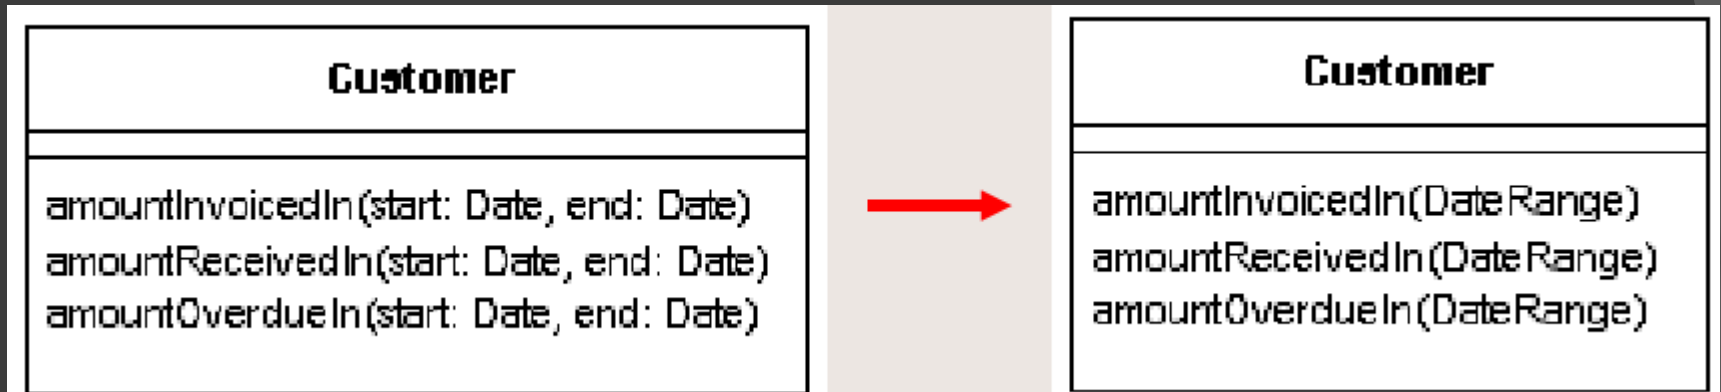 Customer
amountInvoicedIn(start: Date, end: Date)
amountReceivedIn(start: Date, end: Date)
amountOverdueIn(start: Date, end: Date)
Customer
amountInvoicedIn(DateRange)
amountReceivedIn(DateRange)
amountOverdueIn(DateRange)